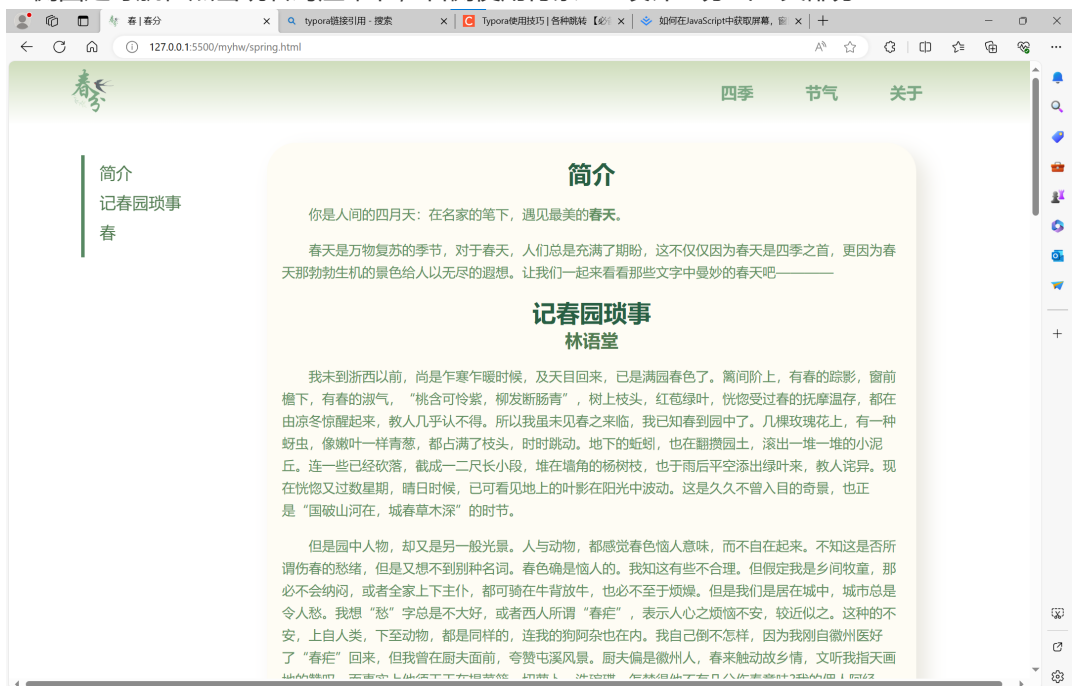 春 | 春分
typora链接引用 - 搜索
Typora使用技巧 | 各种跳转【必
如何在JavaScript中获取屏幕，窗
127.0.0.1:5500/myhw/spring.html
春分
四季 节气 关于
简介
记春园琐事
春
简介
你是人间的四月天：在名家的笔下，遇见最美的春天。
春天是万物复苏的季节，对于春天，人们总是充满了期盼，这不仅仅因为春天是四季之首，更因为春
天那勃勃生机的景色给人以无尽的遐想。让我们一起来看看那些文字中曼妙的春天吧————
记春园琐事
林语堂
我未到浙西以前，尚是乍寒乍暖时候，及天目回来，已是满园春色了。篱间阶上，有春的踪影，窗前
檐下，有春的淑气，“桃含可怜紫，柳发断肠青”，树上枝头，红苞绿叶，恍惚受过春的抚摩温存，都在
由凉冬惊醒起来，教人几乎认不得。所以我虽未见春之来临，我已知春到园中了。几棵玫瑰花上，有一种
蚜虫，像嫩叶一样青葱，都占满了枝头，时时跳动。地下的蚯蚓，也在翻攒园土，滚出一堆一堆的小泥
丘。连一些已经砍落，截成一二尺长小段，堆在墙角的杨树枝，也于雨后平空添出绿叶来，教人诧异。现
在恍惚又过数星期，晴日时候，已可看见地上的叶影在阳光中波动。这是久久不曾入目的奇景，也正
是“国破山河在，城春草木深”的时节。
但是园中人物，却又是另一般光景。人与动物，都感觉春色恼人意味，而不自在起来。不知这是否所
谓伤春的愁绪，但是又想不到别种名词。春色确是恼人的。我知这有些不合理。但假定我是乡间牧童，那
必不会纳闷，或者全家上下主仆，都可骑在牛背放牛，也必不至于烦燥。但是我们是居在城中，城市总是
令人愁。我想“愁”字总是不大好，或者西人所谓“春疟”，表示人心之烦恼不安，较近似之。这种的不
安，上自人类，下至动物，都是同样的，连我的狗阿杂也在内。我自己倒不怎样，因为我刚自徽州医好
了“春疟”回来，但我曾在厨夫面前，夸赞屯溪风景。厨夫偏是徽州人，春来触动故乡情，又听我指天画